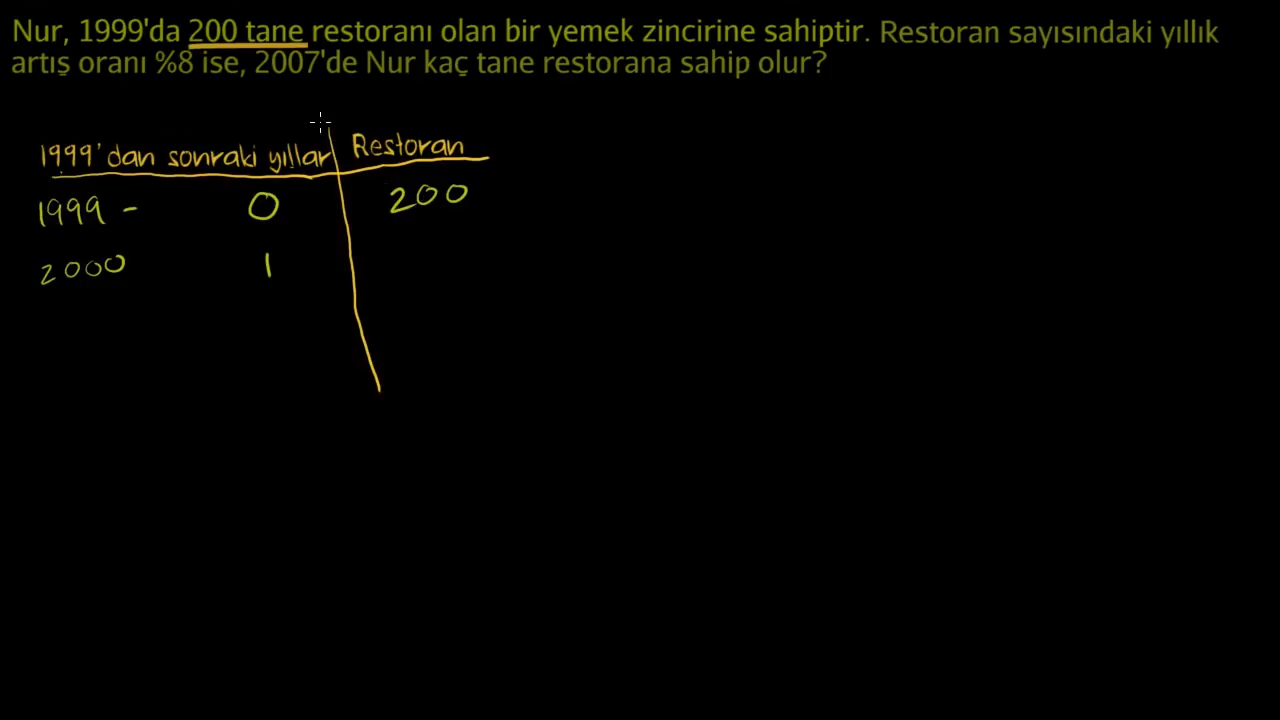 Nur, 1999'da 200 tane restoranı olan bir yemek zincirine sahiptir. Restoran sayısındaki yıllık
artış oranı %8 ise, 2007'de Nur kaç tane restorana sahip olur?
1999'dan sonraki yıllar Restoran
1999 - 0 200
2000 1